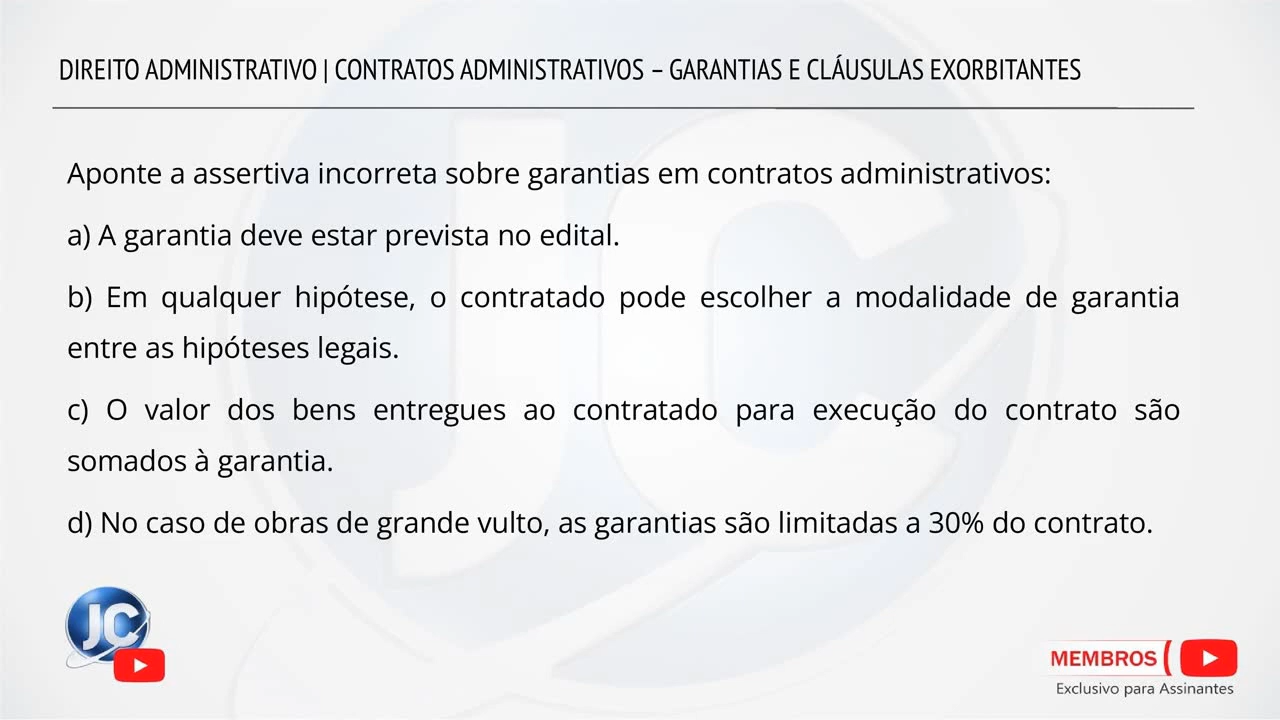 DIREITO ADMINISTRATIVO | CONTRATOS ADMINISTRATIVOS – GARANTIAS E CLÁUSULAS EXORBITANTES
Aponte a assertiva incorreta sobre garantias em contratos administrativos:
a) A garantia deve estar prevista no edital.
b) Em qualquer hipótese, o contratado pode escolher a modalidade de garantia
entre as hipóteses legais.
c) O valor dos bens entregues ao contratado para execução do contrato são
somados à garantia.
d) No caso de obras de grande vulto, as garantias são limitadas a 30% do contrato.
JC
MEMBROS
Exclusivo para Assinantes